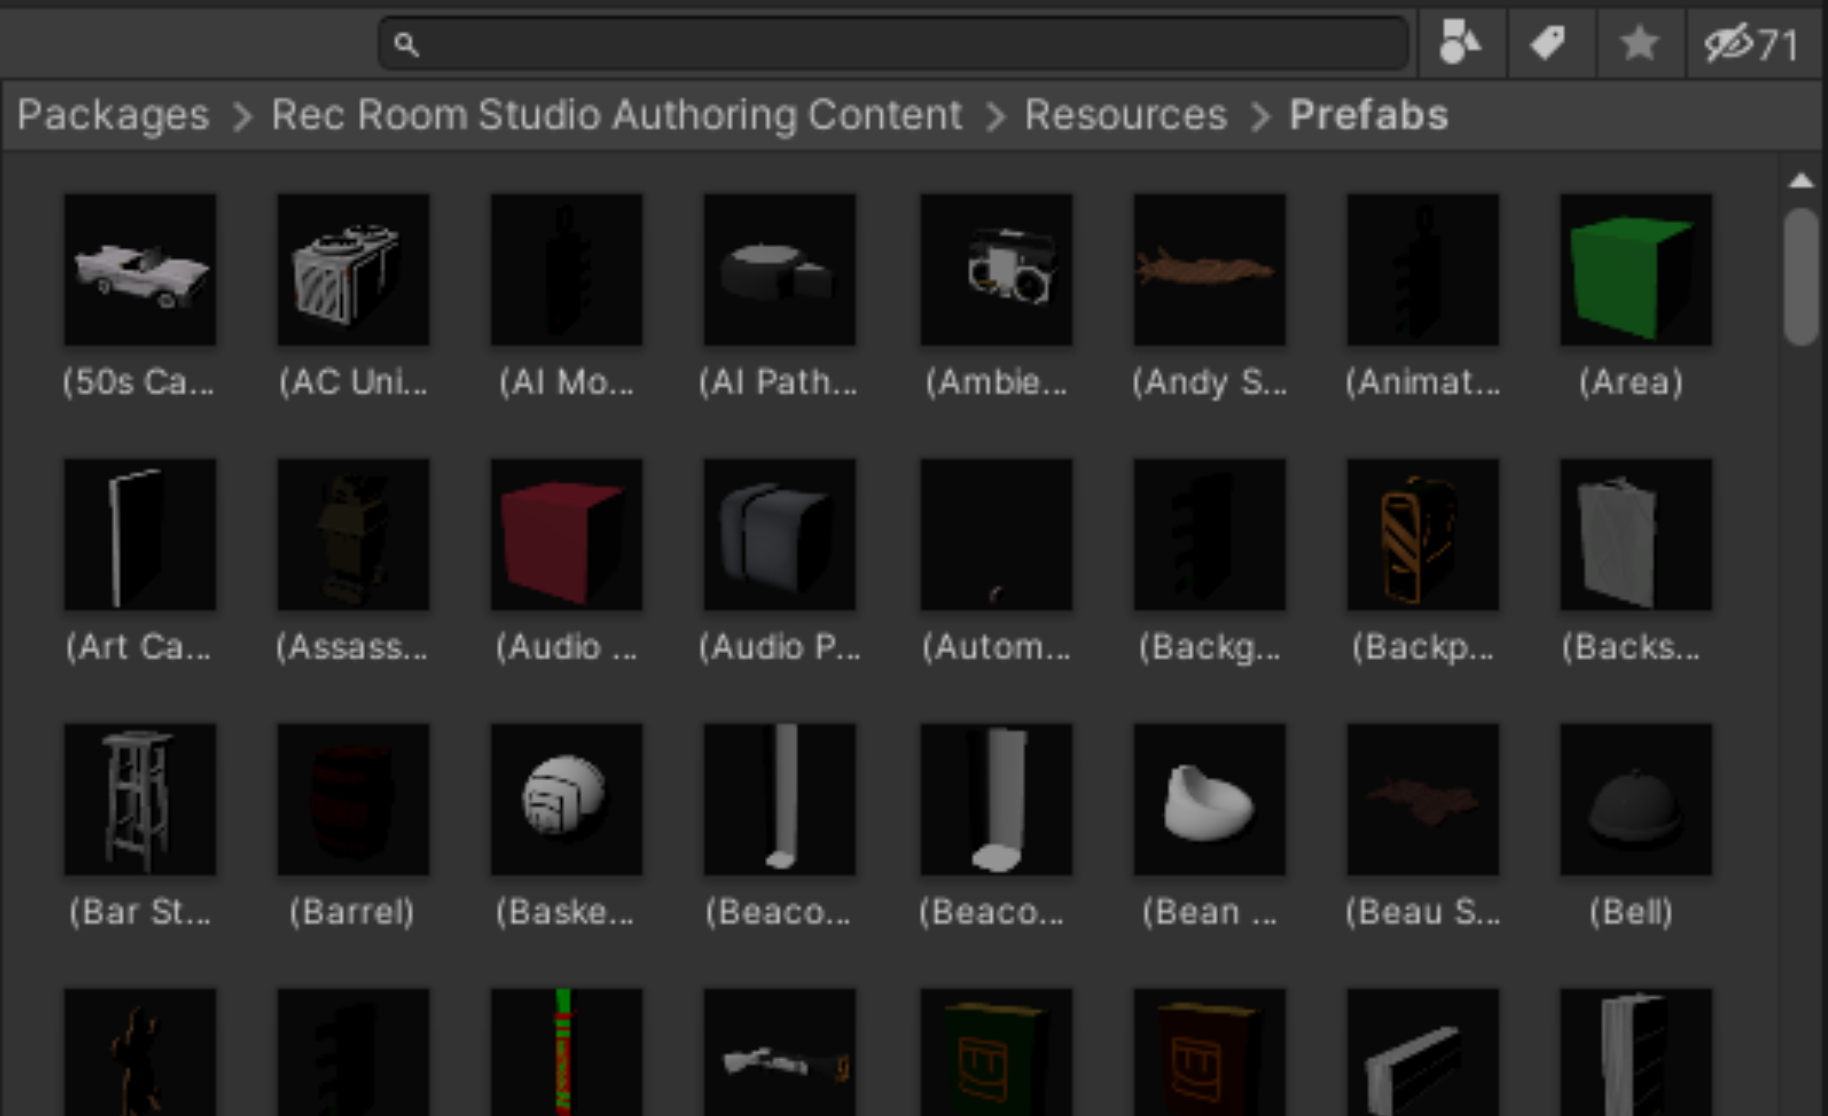 71
Packages > Rec Room Studio Authoring Content > Resources > Prefabs
(50s Ca... (AC Uni... (AI Mo... (AI Path... (Ambie... (Andy S... (Animat... (Area)
(Art Ca... (Assass... (Audio ... (Audio P... (Autom... (Backg... (Backp... (Backs...
(Bar St... (Barrel) (Baske... (Beaco... (Beaco... (Bean ... (Beau S... (Bell)